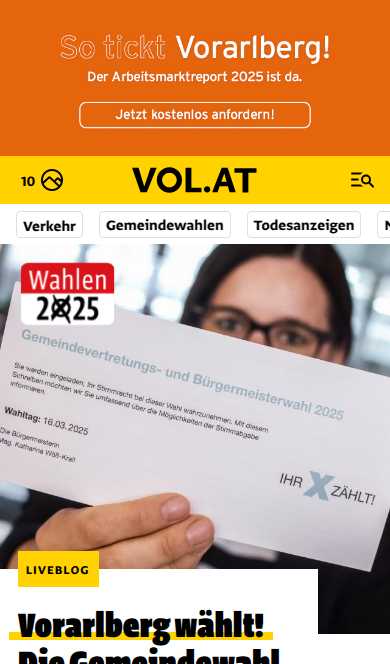 So tickt Vorarlberg!
Der Arbeitsmarktreport 2025 ist da.
Jetzt kostenlos anfordern!
10
VOL.AT
Verkehr
Gemeindewahlen
Todesanzeigen
Wahlen
2025
Gemeindevertretungs- und Bürgermeisterwahl 2025
Sie werden eingeladen, Ihr Stimmrecht bei dieser Wahl wahrzunehmen. Mit diesem
Schreiben möchten wir Sie umfassend über die Möglichkeiten der Stimmabgabe
informieren.
Wahltag: 16.03.2025
Die Bürgermeisterin
Mag. Katharina Wöß-Krall
IHR X ZÄHLT!
LIVEBLOG
Vorarlberg wählt!
Die Gemeindewahl